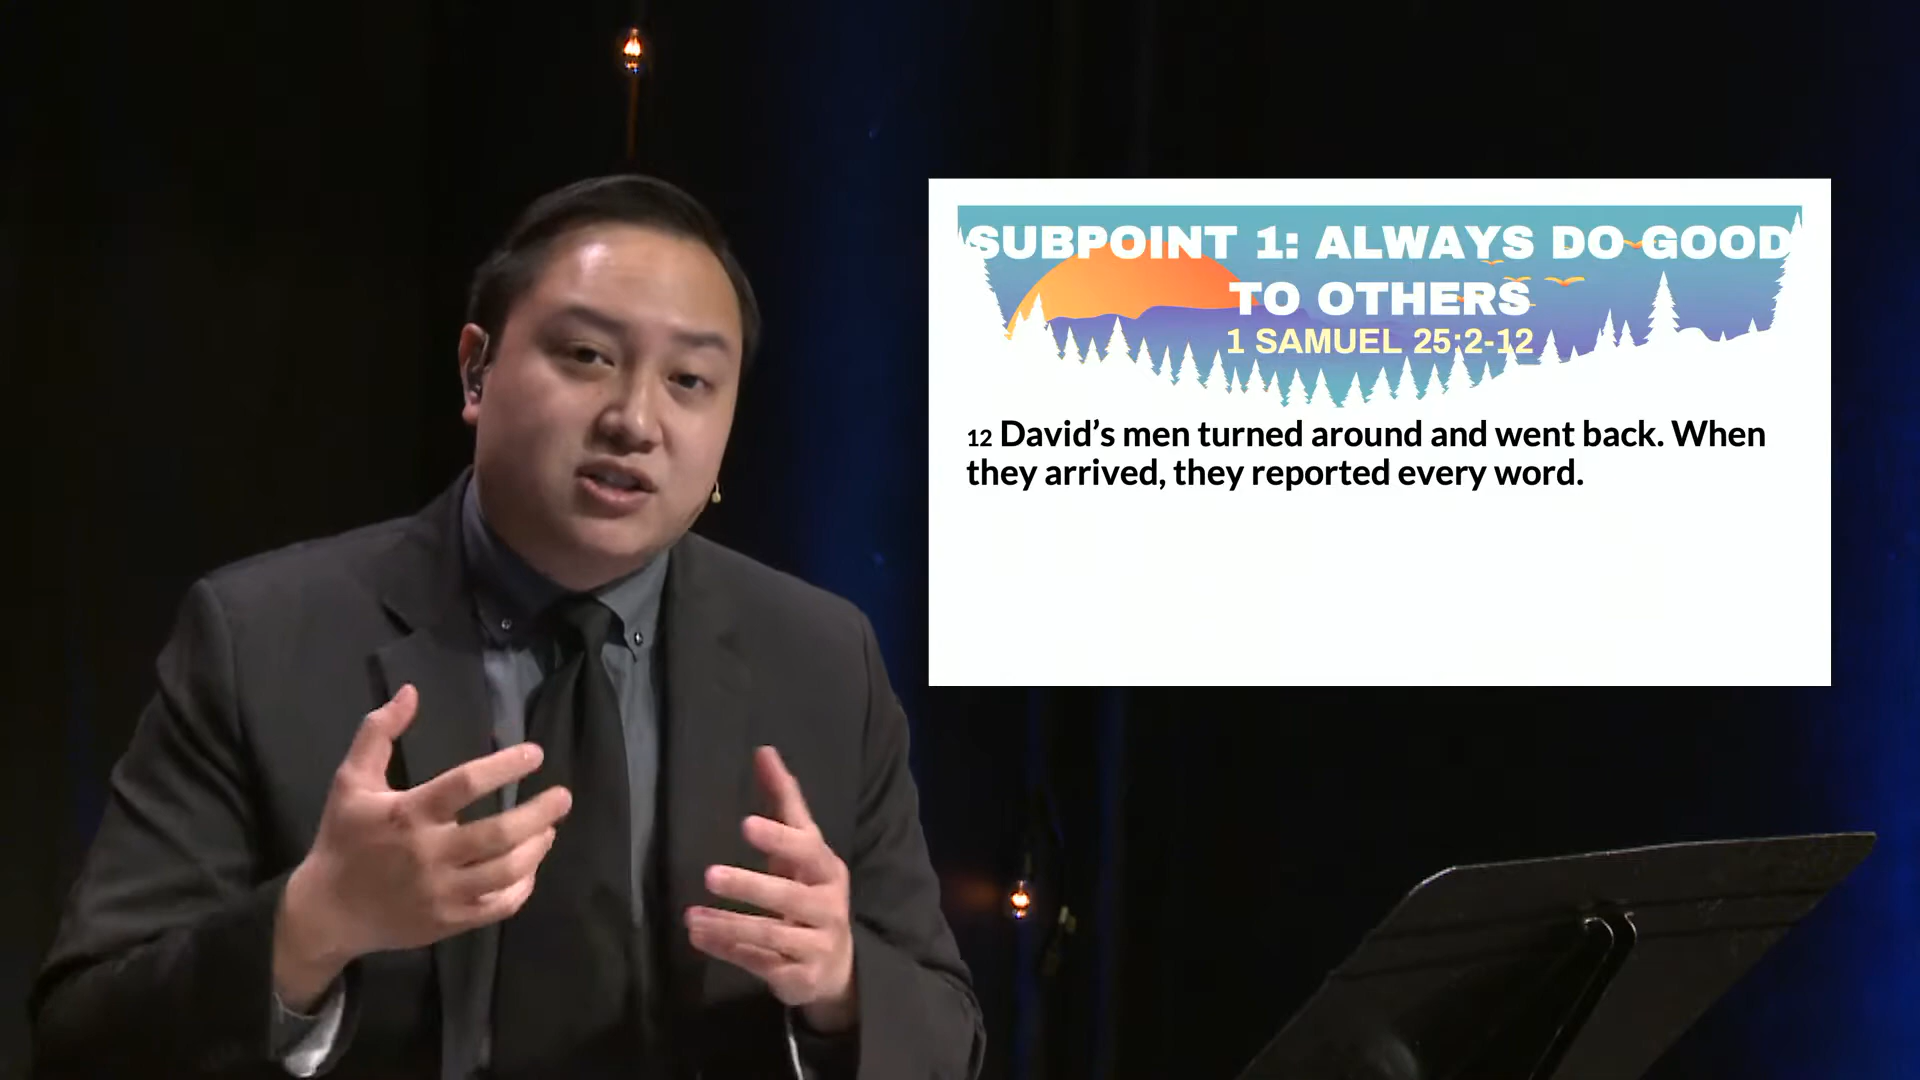 SUBPOINT 1: ALWAYS DO GOOD
TO OTHERS
1 SAMUEL 25:2-12
12 David’s men turned around and went back. When
they arrived, they reported every word.